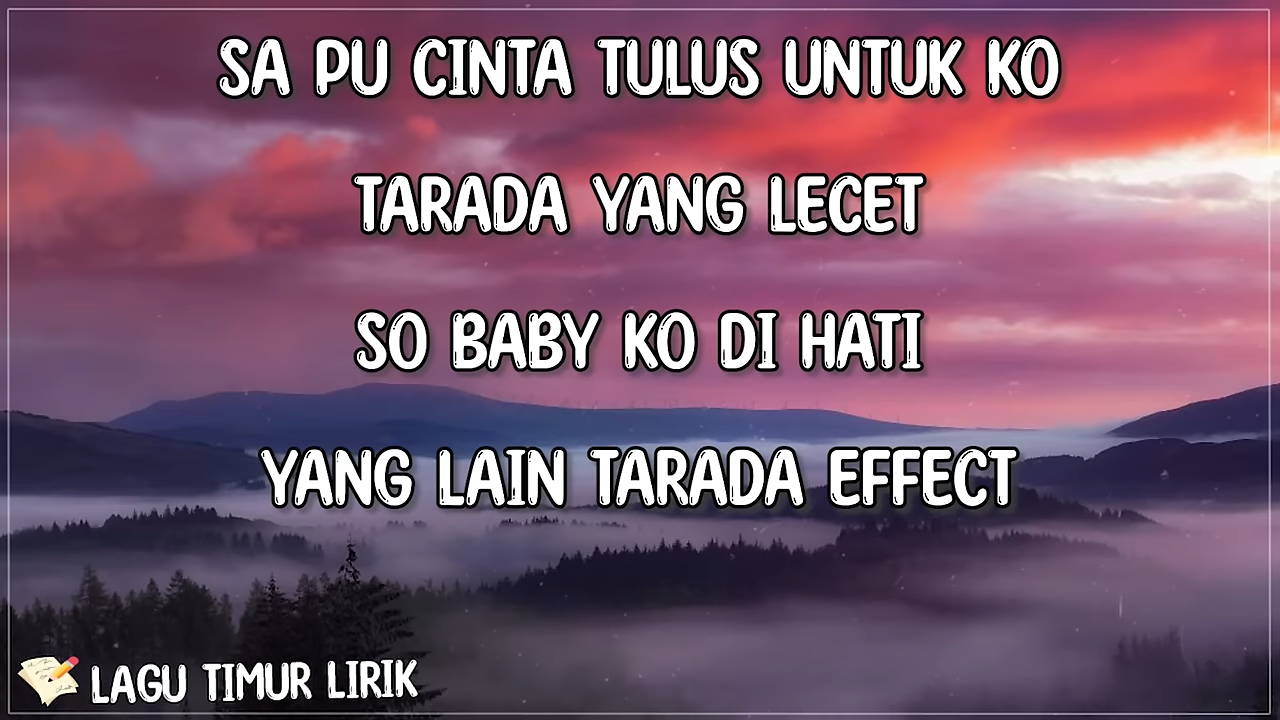 SA PU CINTA TULUS UNTUK KO
TARADA YANG LECET
SO BABY KO DI HATI
YANG LAIN TARADA EFFECT
LAGU TIMUR LIRIK